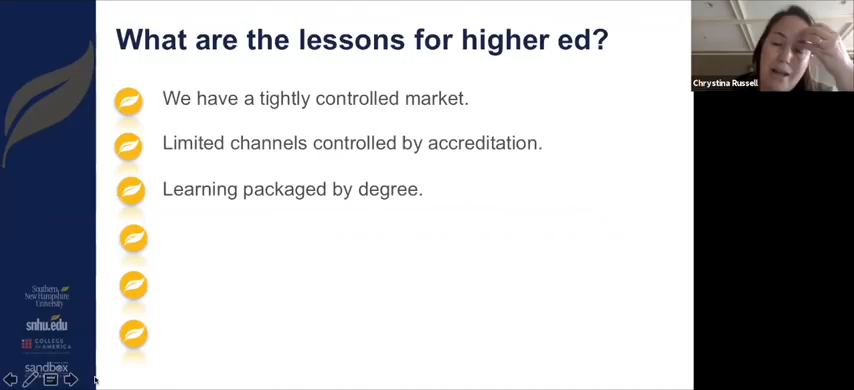 What are the lessons for higher ed?
Chrystina Russell
We have a tightly controlled market.
Limited channels controlled by accreditation.
Learning packaged by degree.
Southern
New Hampshire
University
snhu.edu
COLLEGE
for AMERICA
sandbox